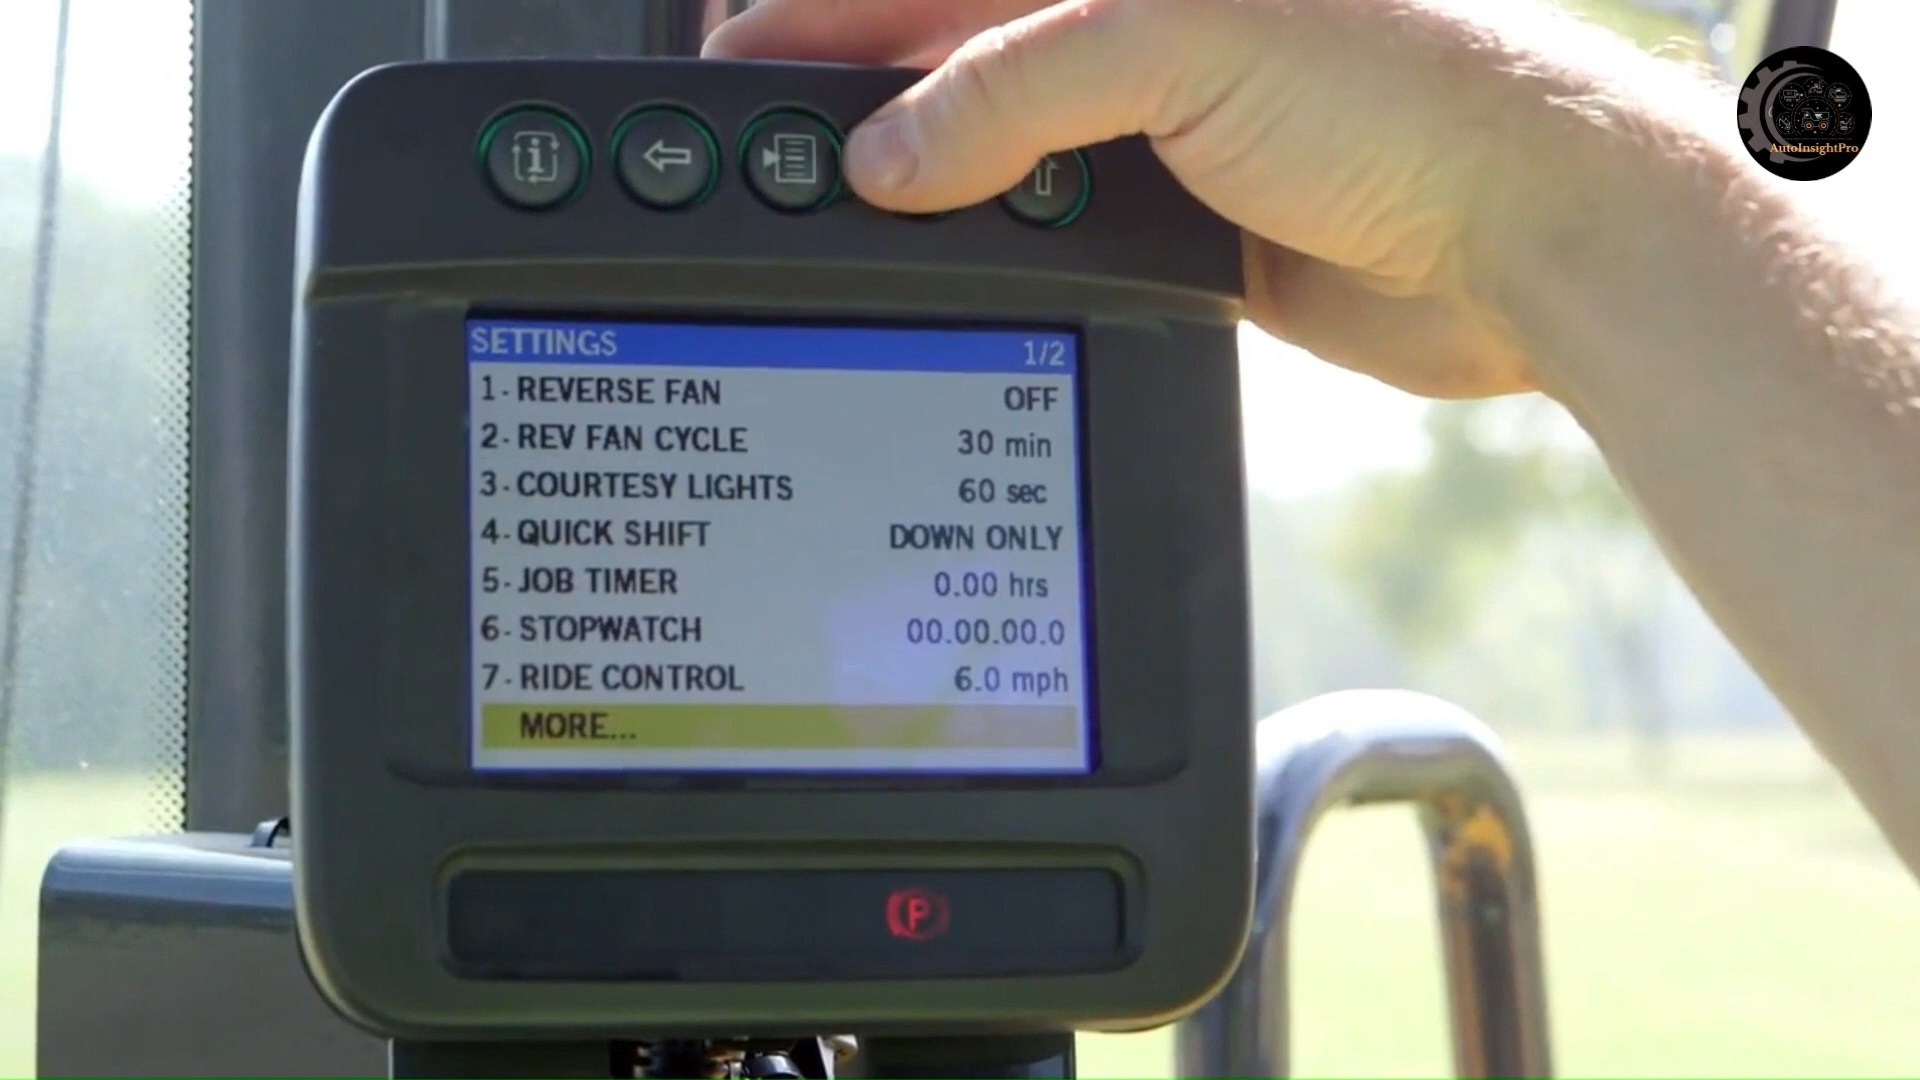 AutoInsightPro
SETTINGS 1/2
1- REVERSE FAN OFF
2- REV FAN CYCLE 30 min
3- COURTESY LIGHTS 60 sec
4- QUICK SHIFT DOWN ONLY
5- JOB TIMER 0.00 hrs
6- STOPWATCH 00.00.00.0
7- RIDE CONTROL 6.0 mph
MORE...
P